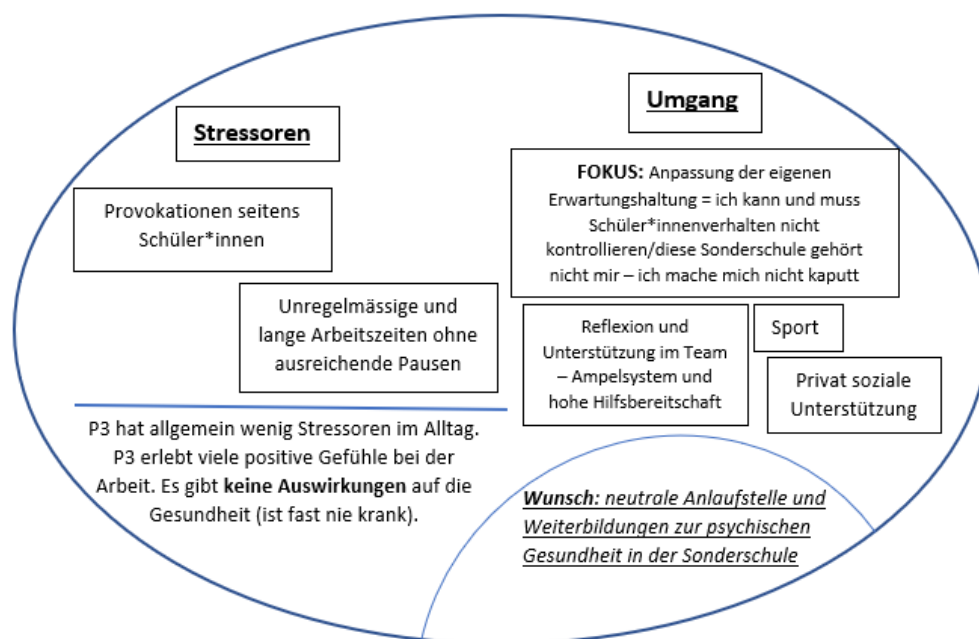 Stressoren
Provokationen seitens
Schüler*innen
Unregelmässige und
lange Arbeitszeiten ohne
ausreichende Pausen
P3 hat allgemein wenig Stressoren im Alltag.
P3 erlebt viele positive Gefühle bei der
Arbeit. Es gibt keine Auswirkungen auf die
Gesundheit (ist fast nie krank).
Umgang
FOKUS: Anpassung der eigenen
Erwartungshaltung = ich kann und muss
Schüler*innenverhalten nicht
kontrollieren/diese Sonderschule gehört
nicht mir – ich mache mich nicht kaputt
Reflexion und
Unterstützung im Team
– Ampelsystem und
hohe Hilfsbereitschaft
Sport
Privat soziale
Unterstützung
Wunsch: neutrale Anlaufstelle und
Weiterbildungen zur psychischen
Gesundheit in der Sonderschule